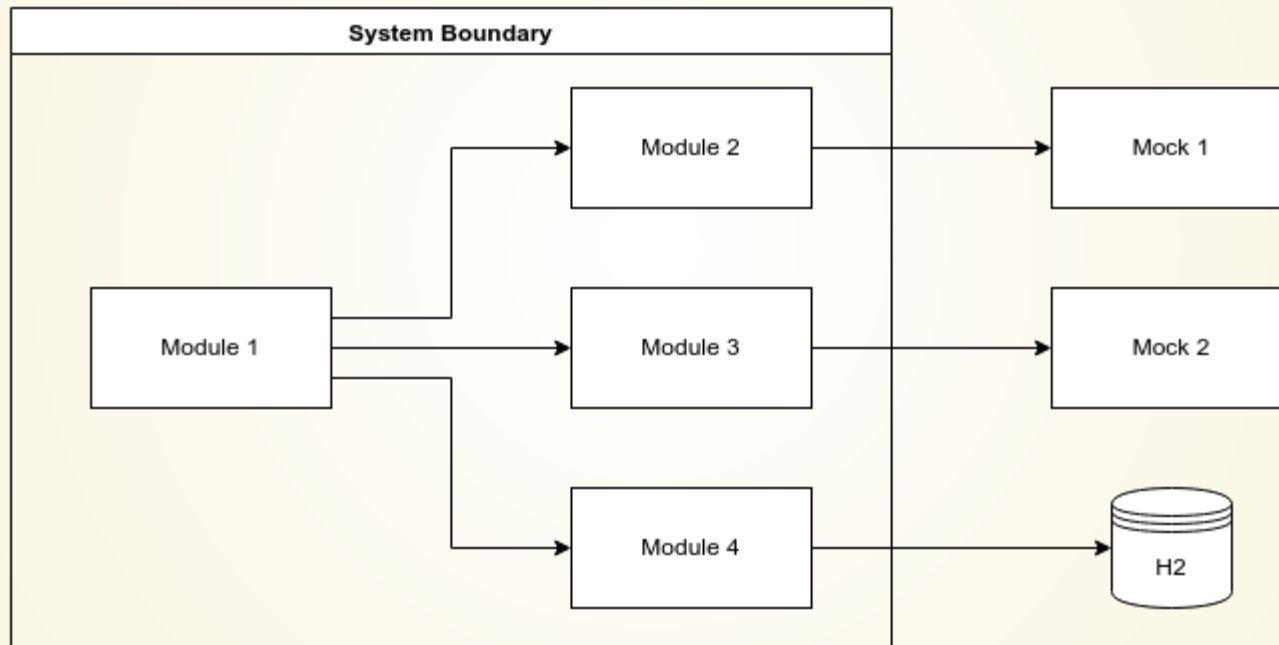 System Boundary
Module 2
Mock 1
Module 1
Module 3
Mock 2
Module 4
H2